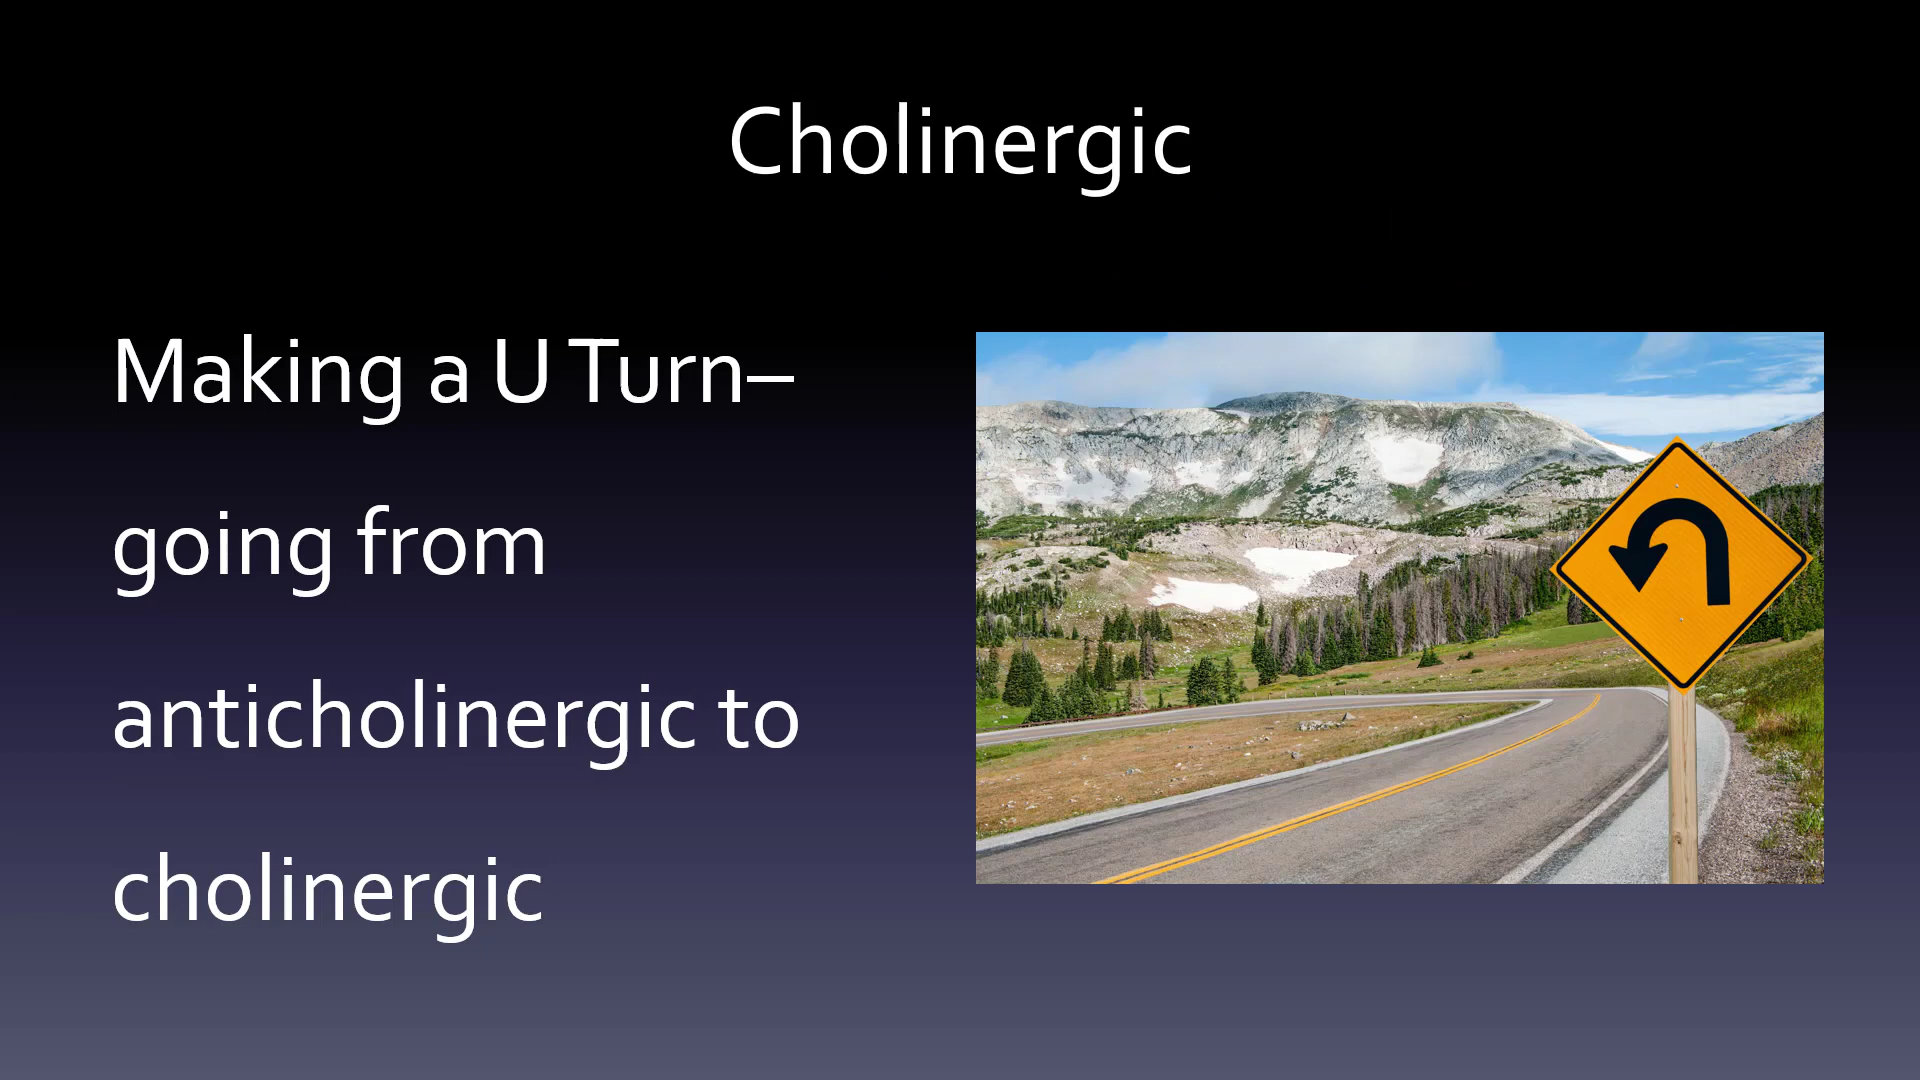 Cholinergic
Making a U Turn–
going from
anticholinergic to
cholinergic